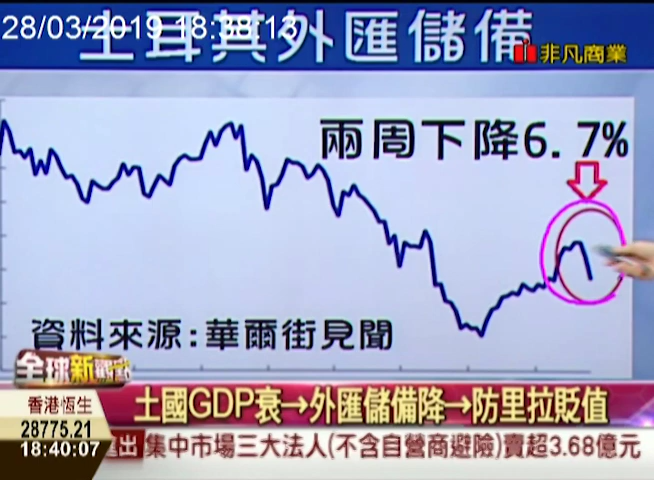 28/03/2019 18:38:13
土耳其外匯儲備
非凡商業
兩周下降6.7%
資料來源:華爾街見聞
全球新觀點
土國GDP衰→外匯儲備降→防里拉貶值
香港恆生
28775.21
18:40:07
匯出 集中市場三大法人(不含自營商避險)賣超3.68億元